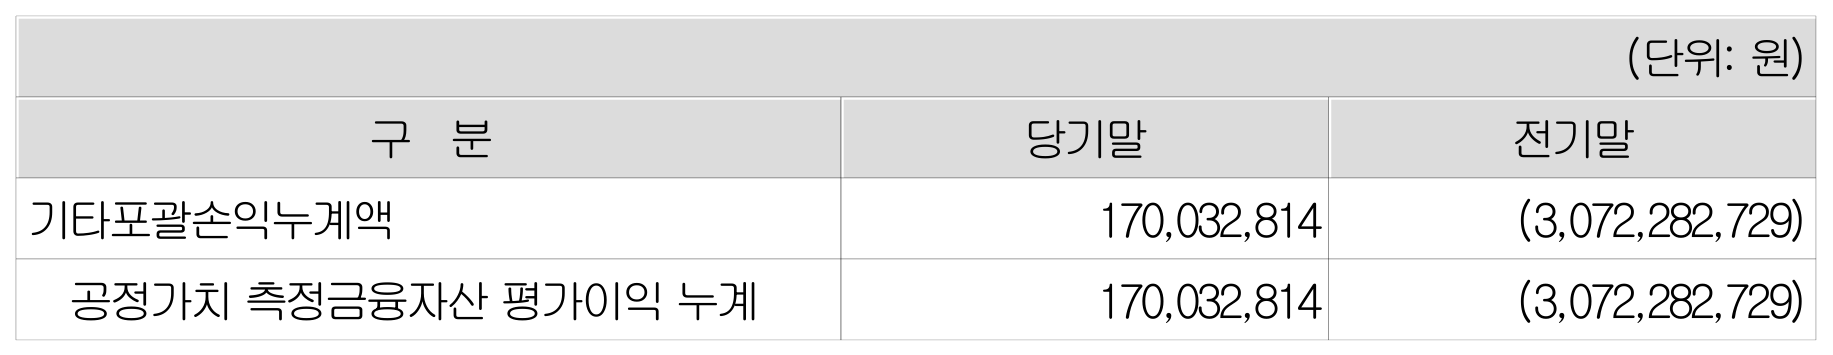 (단위: 원)
구 분 당기말 전기말
기타포괄손익누계액 170,032,814 (3,072,282,729)
공정가치 측정금융자산 평가이익 누계 170,032,814 (3,072,282,729)